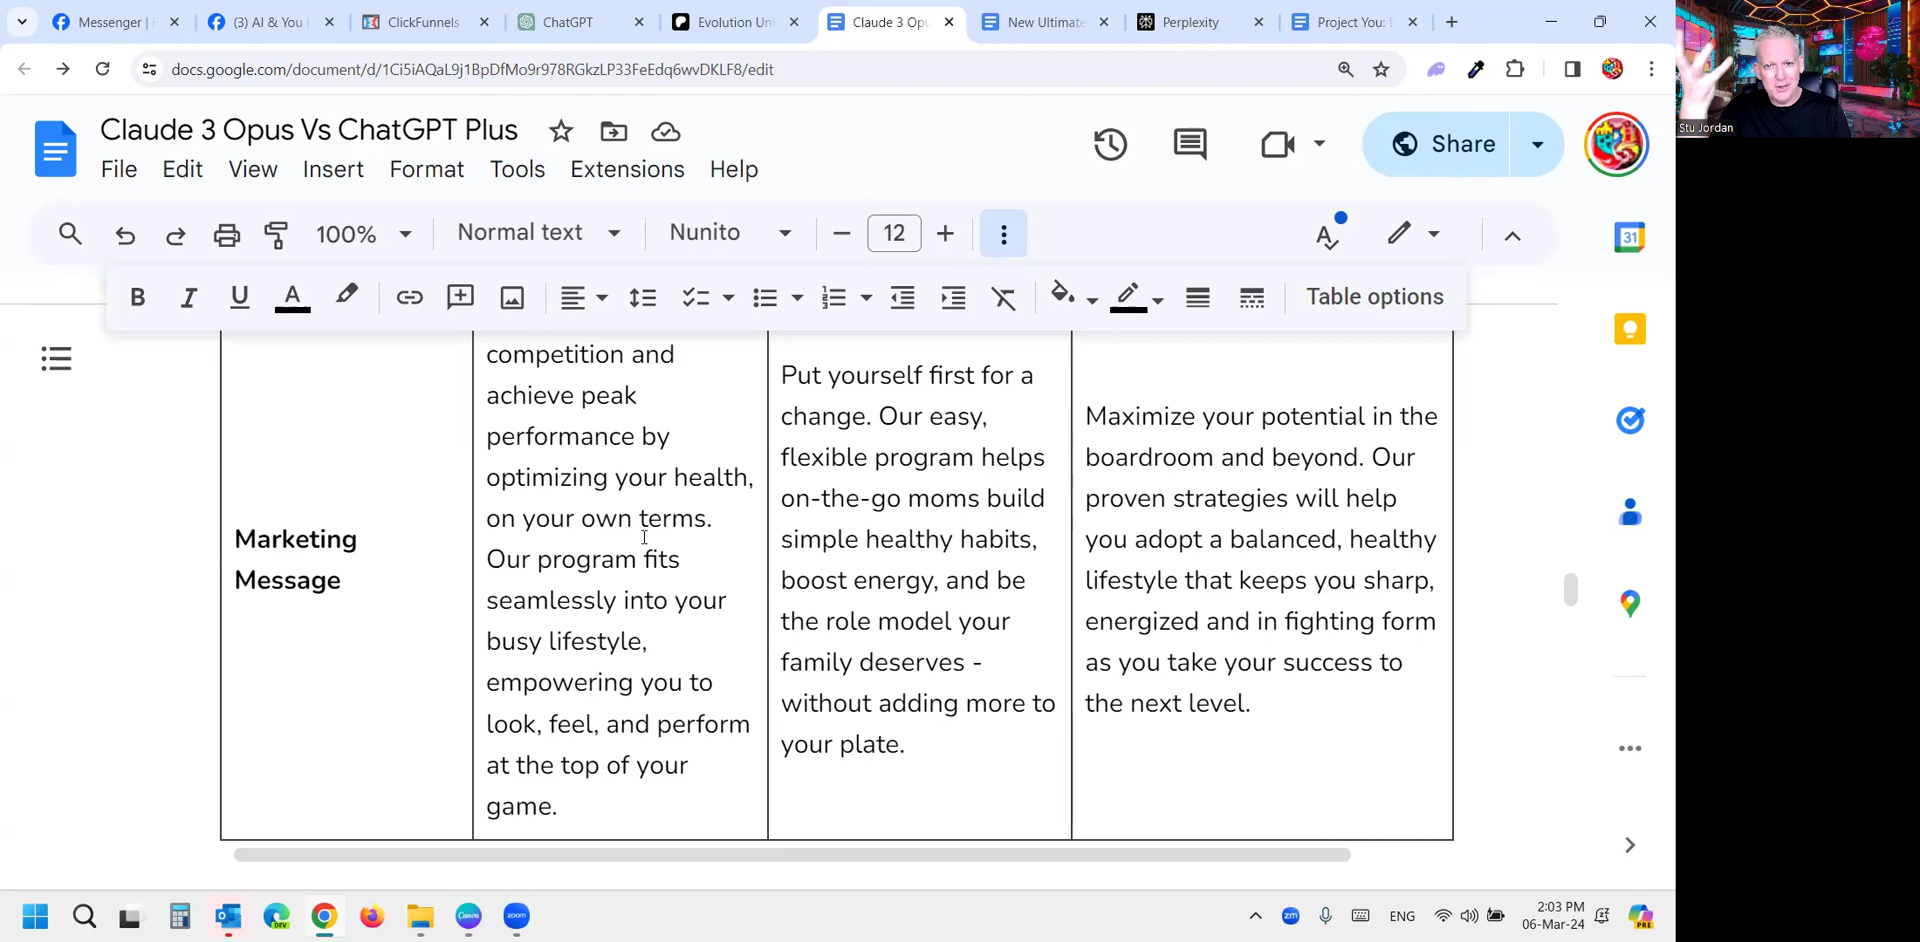 Messenger |
(3) AI & You |
ClickFunnels
ChatGPT
Evolution Un
Claude 3 Opu
New Ultimate
Perplexity
Project You: D
docs.google.com/document/d/1Ci5iAQaL9j1BpDfMo9r978RGkzLP33FeEdq6wvDKLF8/edit
Stu Jordan
Claude 3 Opus Vs ChatGPT Plus
Share
File Edit View Insert Format Tools Extensions Help
100% Normal text Nunito 12
Table options
31
Marketing
Message
competition and
achieve peak
performance by
optimizing your health,
on your own terms.
Our program fits
seamlessly into your
busy lifestyle,
empowering you to
look, feel, and perform
at the top of your
game.
Put yourself first for a
change. Our easy,
flexible program helps
on-the-go moms build
simple healthy habits,
boost energy, and be
the role model your
family deserves -
without adding more to
your plate.
Maximize your potential in the
boardroom and beyond. Our
proven strategies will help
you adopt a balanced, healthy
lifestyle that keeps you sharp,
energized and in fighting form
as you take your success to
the next level.
DEV
Canva
zoom
zm
ENG
2:03 PM
06-Mar-24
PRE